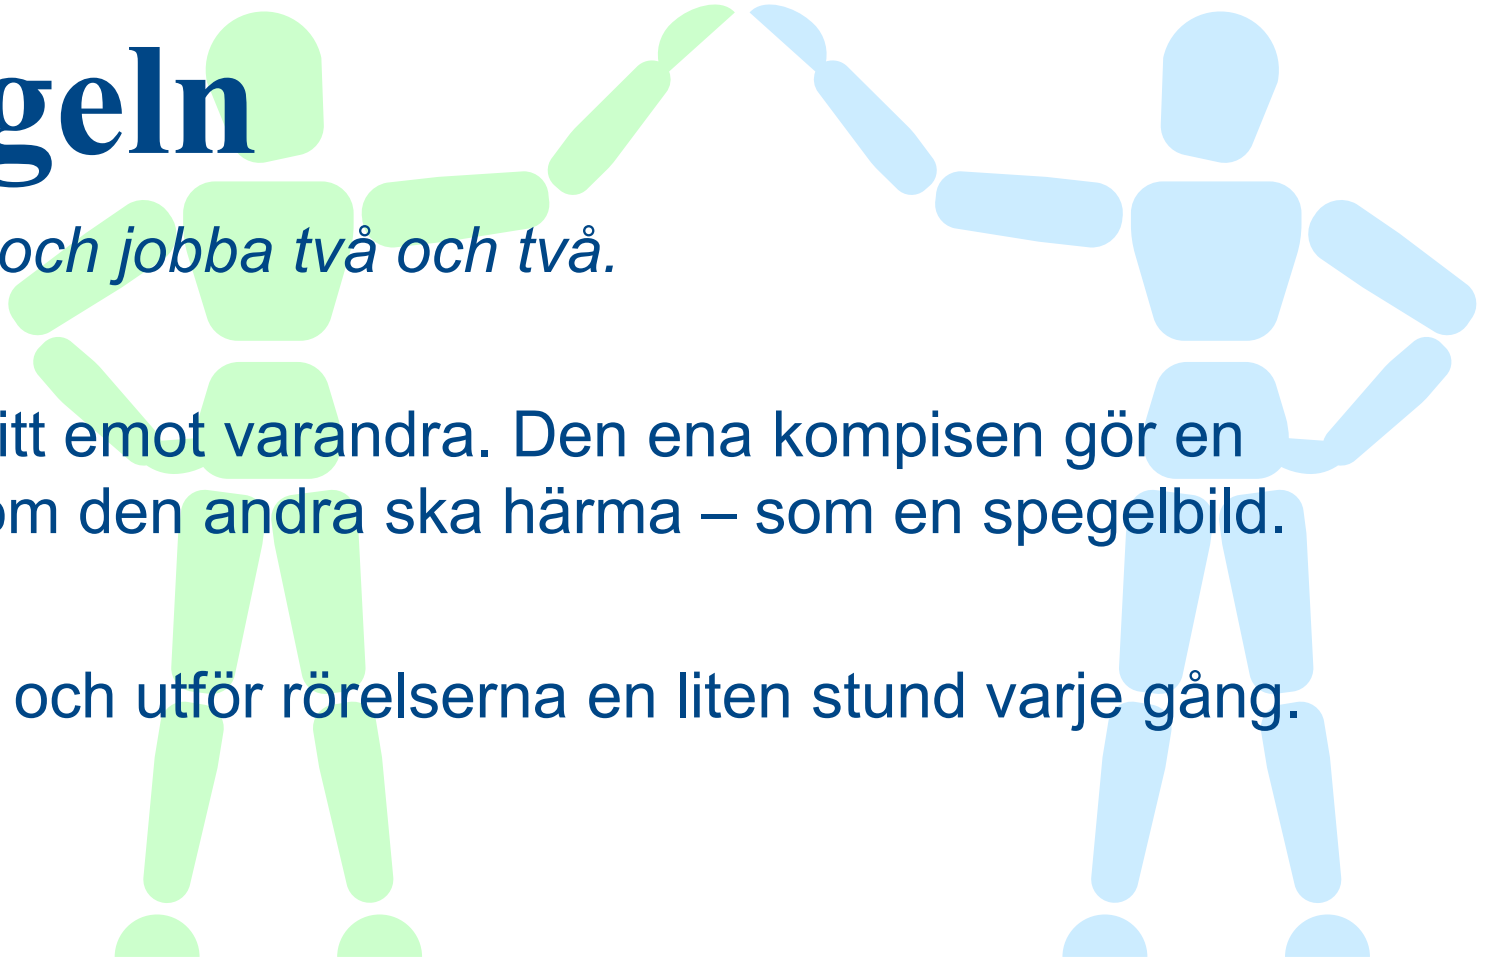 geln
och jobba två och två.
itt emot varandra. Den ena kompisen gör en
om den andra ska härma – som en spegelbild.
och utför rörelserna en liten stund varje gång.